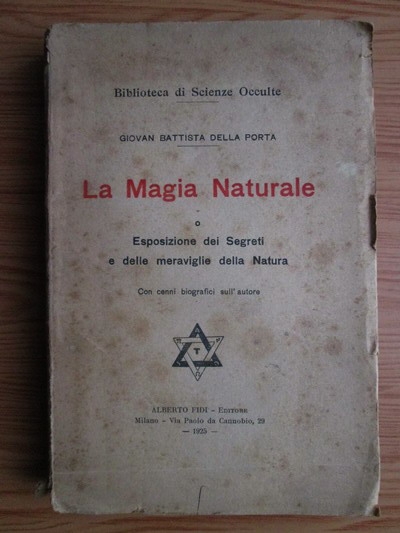 Biblioteca di Scienze Occulte
GIOVAN BATTISTA DELLA PORTA
La Magia Naturale
o
Esposizione dei Segreti
e delle meraviglie della Natura
Con cenni biografici sull'autore
T
ALBERTO FIDI - EDITORE
Milano - Via Paolo da Cannobio, 29
— 1925 —